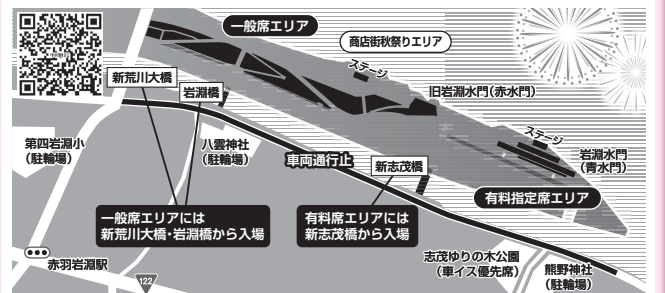 一般席エリア
商店街秋祭りエリア
ステージ
新荒川大橋
岩淵橋
旧岩淵水門(赤水門)
ステージ
岩淵水門
(青水門)
第四岩淵小
(駐輪場)
八雲神社
(駐輪場)
車両通行止
新志茂橋
有料指定席エリア
一般席エリアには
新荒川大橋・岩淵橋から入場
有料席エリアには
新志茂橋から入場
志茂ゆりの木公園
(車イス優先席)
熊野神社
(駐輪場)
赤羽岩淵駅
122